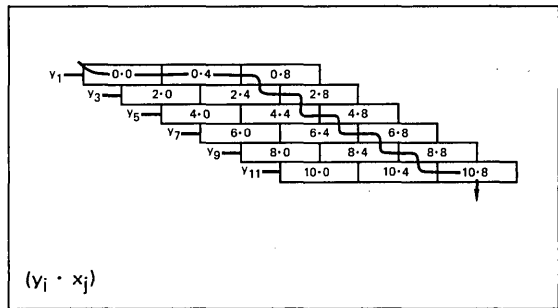 y1 0·0 0·4 0·8
y3 2·0 2·4 2·8
y5 4·0 4·4 4·8
y7 6·0 6·4 6·8
y9 8·0 8·4 8·8
y11 10·0 10·4 10·8
(yi · xj)